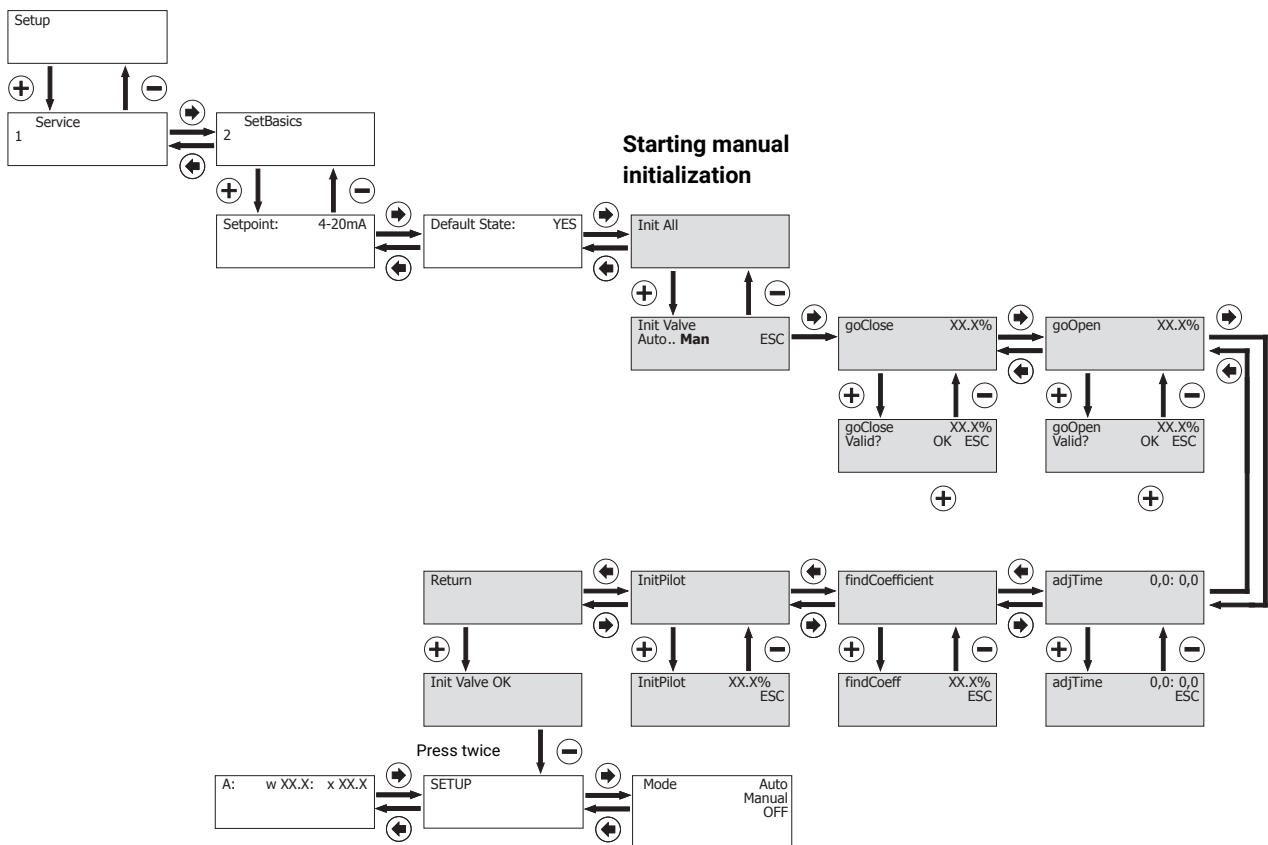 Setup
Service
1
SetBasics
2
Starting manual
initialization
Setpoint: 4-20mA
Default State: YES
Init All
Init Valve
Auto.. Man ESC
goClose XX.X%
goOpen XX.X%
goClose XX.X%
Valid? OK ESC
goOpen XX.X%
Valid? OK ESC
Return
InitPilot
findCoefficient
adjTime 0,0: 0,0
Init Valve OK
InitPilot XX.X%
ESC
findCoeff XX.X%
ESC
adjTime 0,0: 0,0
ESC
Press twice
A: w XX.X: x XX.X
SETUP
Mode Auto
Manual
OFF